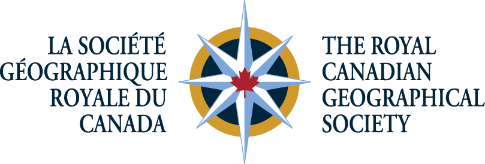 LA SOCIÉTÉ
GÉOGRAPHIQUE
ROYALE DU
CANADA
THE ROYAL
CANADIAN
GEOGRAPHICAL
SOCIETY